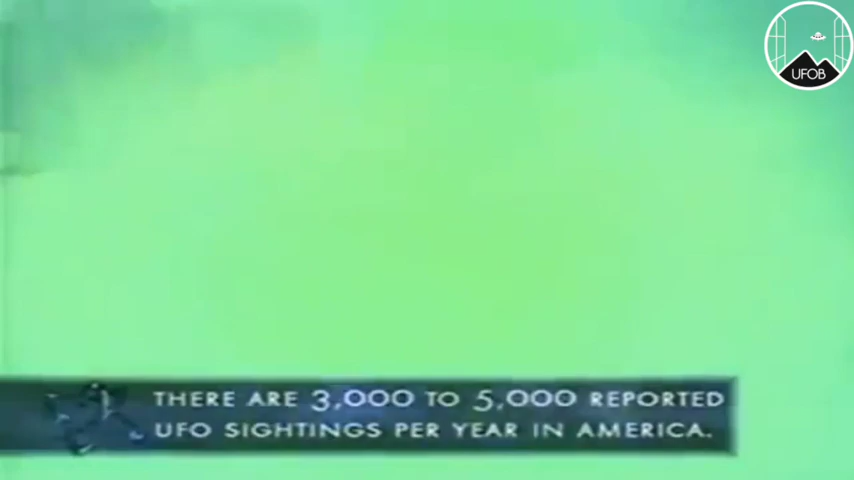 UFOB
THERE ARE 3,000 TO 5,000 REPORTED
UFO SIGHTINGS PER YEAR IN AMERICA.